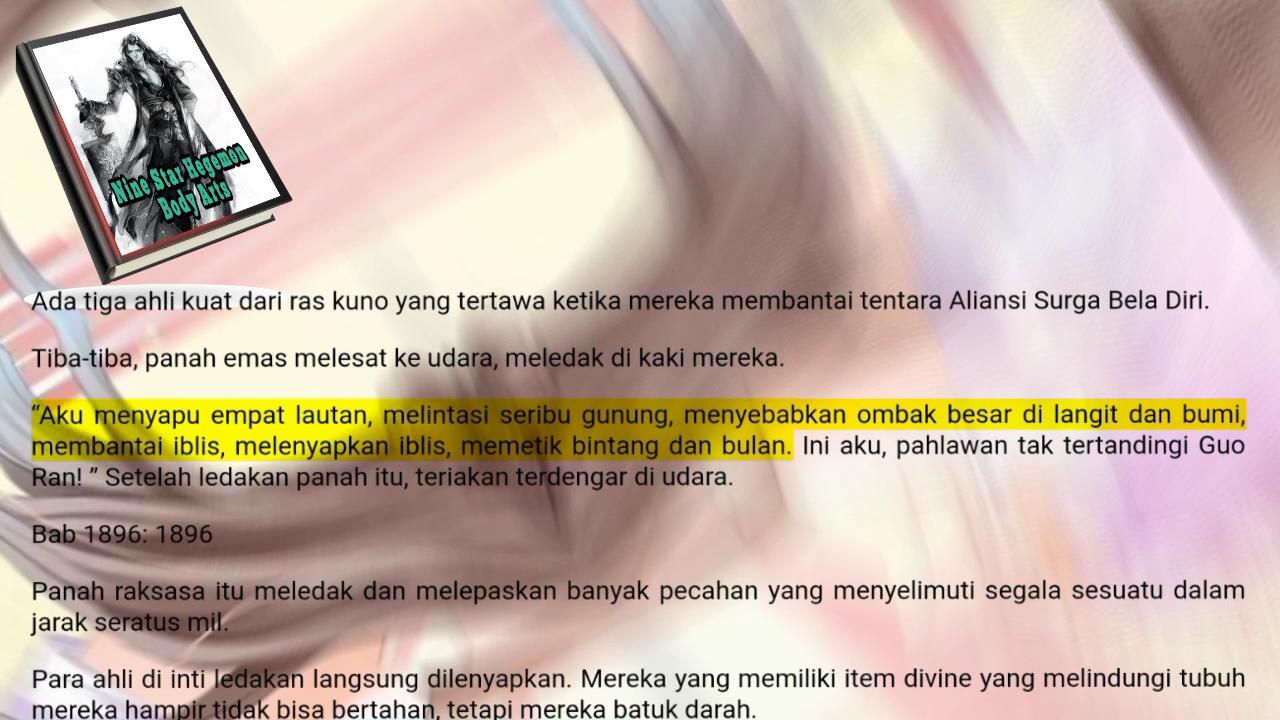 Nine Star Hegemon
Body Arts
Ada tiga ahli kuat dari ras kuno yang tertawa ketika mereka membantai tentara Aliansi Surga Bela Diri.
Tiba-tiba, panah emas melesat ke udara, meledak di kaki mereka.
“Aku menyapu empat lautan, melintasi seribu gunung, menyebabkan ombak besar di langit dan bumi,
membantai iblis, melenyapkan iblis, memetik bintang dan bulan. Ini aku, pahlawan tak tertandingi Guo
Ran! ” Setelah ledakan panah itu, teriakan terdengar di udara.
Bab 1896: 1896
Panah raksasa itu meledak dan melepaskan banyak pecahan yang menyelimuti segala sesuatu dalam
jarak seratus mil.
Para ahli di inti ledakan langsung dilenyapkan. Mereka yang memiliki item divine yang melindungi tubuh
mereka hampir tidak bisa bertahan, tetapi mereka batuk darah.